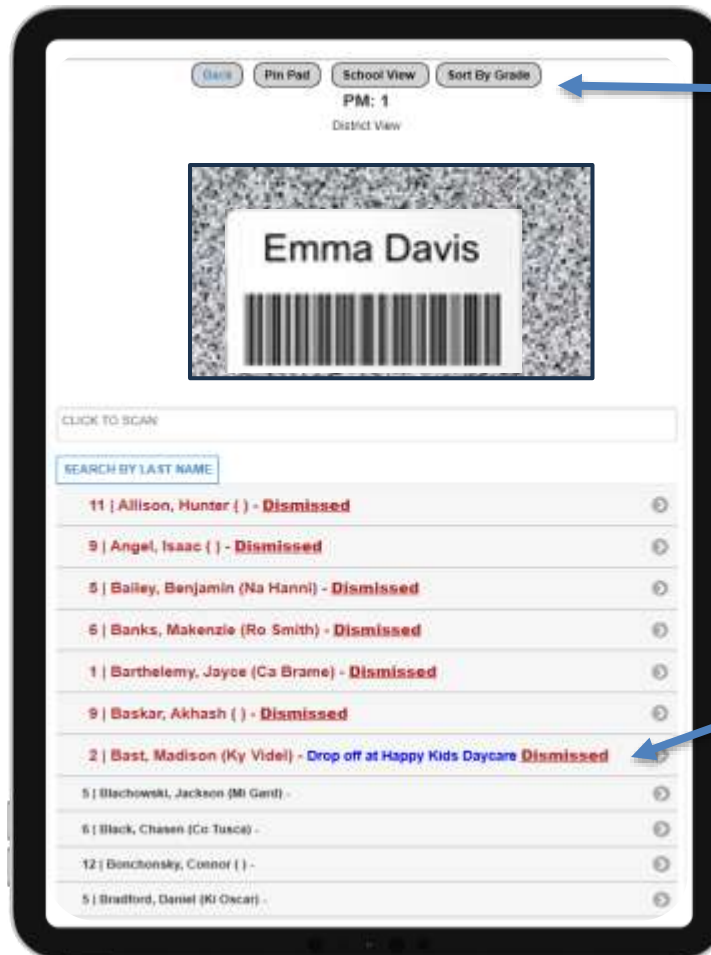 Back Pin Pad School View Sort By Grade
PM: 1
District View
Emma Davis
CLICK TO SCAN
SEARCH BY LAST NAME
11 | Allison, Hunter ( ) - Dismissed
9 | Angel, Isaac ( ) - Dismissed
5 | Bailey, Benjamin (Na Hanni) - Dismissed
6 | Banks, Makenzie (Ro Smith) - Dismissed
1 | Barthelemy, Jayce (Ca Brame) - Dismissed
9 | Baskar, Akhash ( ) - Dismissed
2 | Bast, Madison (Ky Videl) - Drop off at Happy Kids Daycare Dismissed
5 | Blachowski, Jackson (Mi Gard) -
6 | Black, Chasen (Co Tusca) -
12 | Bonchonsky, Connor ( ) -
5 | Bradford, Daniel (Ki Oscar) -